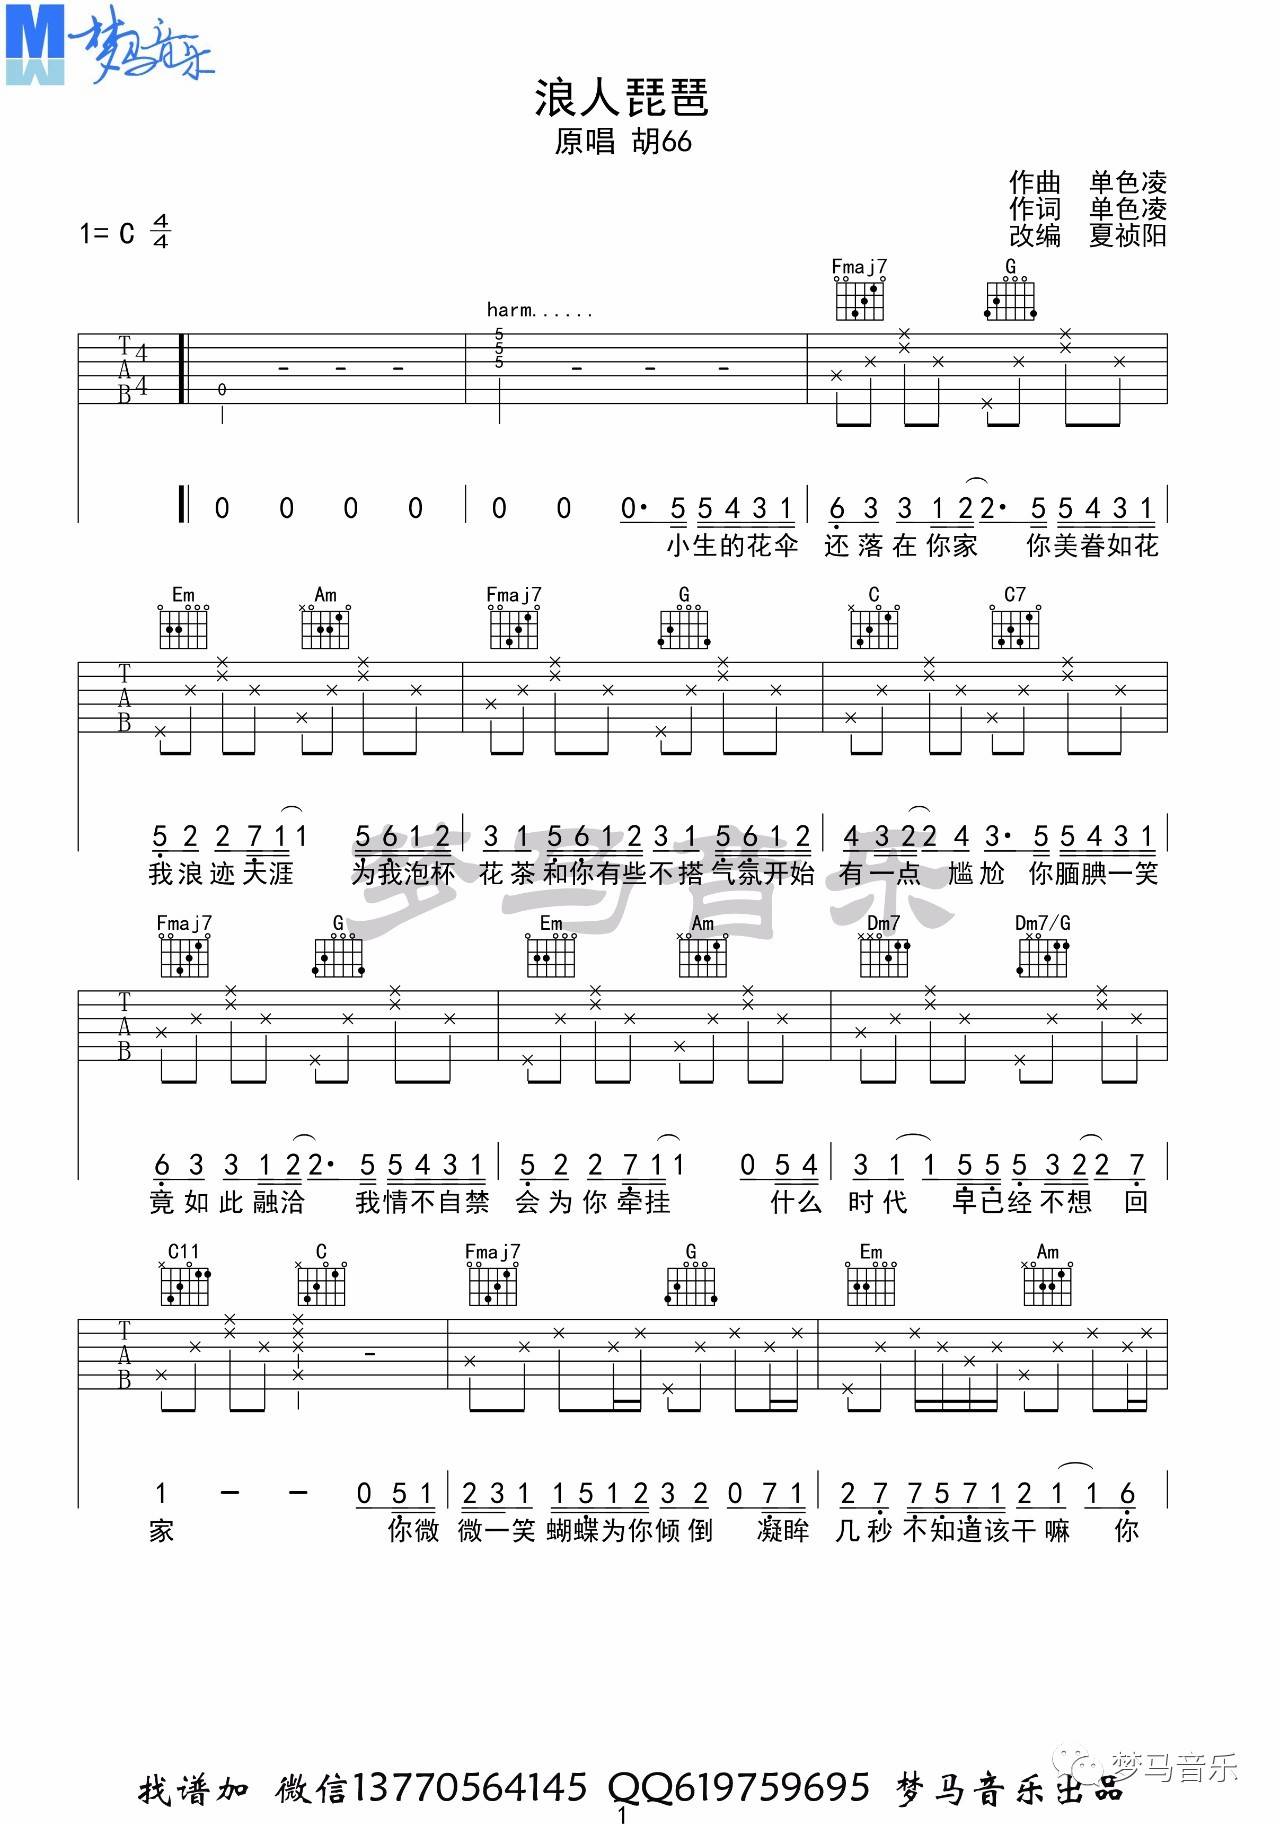 M 梦马音乐
浪人琵琶
原唱 胡66
作曲 单色凌
作词 单色凌
改编 夏祯阳
1= C 4/4
Fmaj7 G
harm......
T A B 4/4 0 - - - 5 5 5 - - -
0 0 0 0 0 0 0· 5 5 4 3 1 6 3 3 1 2 2· 5 5 4 3 1
小生的花伞 还落在你家 你美眷如花
Em Am Fmaj7 G C C7
T A B
5 2 2 7 1 1 5 6 1 2 3 1 5 6 1 2 3 1 5 6 1 2 4 3 2 2 4 3· 5 5 4 3 1
我浪迹天涯 为我泡杯 花茶和你有些不搭气氛开始 有一点 尴尬 你腼腆一笑
梦马音乐
Fmaj7 G Em Am Dm7 Dm7/G
T A B
6 3 3 1 2 2· 5 5 4 3 1 5 2 2 7 1 1 0 5 4 3 1 1 5 5 5 3 2 2 7
竟如此融洽 我情不自禁 会为你牵挂 什么 时代 早已经不想 回
C11 C Fmaj7 G Em Am
T A B -
1 - - 0 5 1 2 3 1 1 5 1 2 3 2 0 7 1 2 7 7 5 7 1 2 1 1 6
家 你微 微一笑 蝴蝶为你倾倒 凝眸 几秒 不知道该干嘛 你
梦马音乐
找谱加 微信13770564145 QQ619759695 梦马音乐出品
1